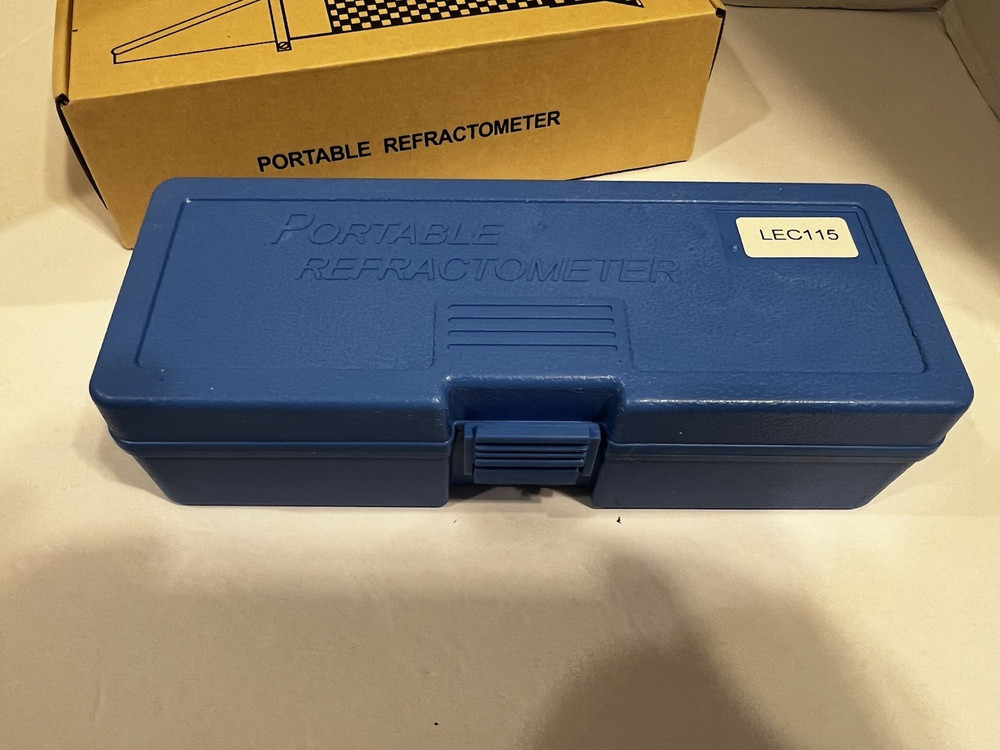 PORTABLE REFRACTOMETER
PORTABLE
REFRACTOMETER
LEC115